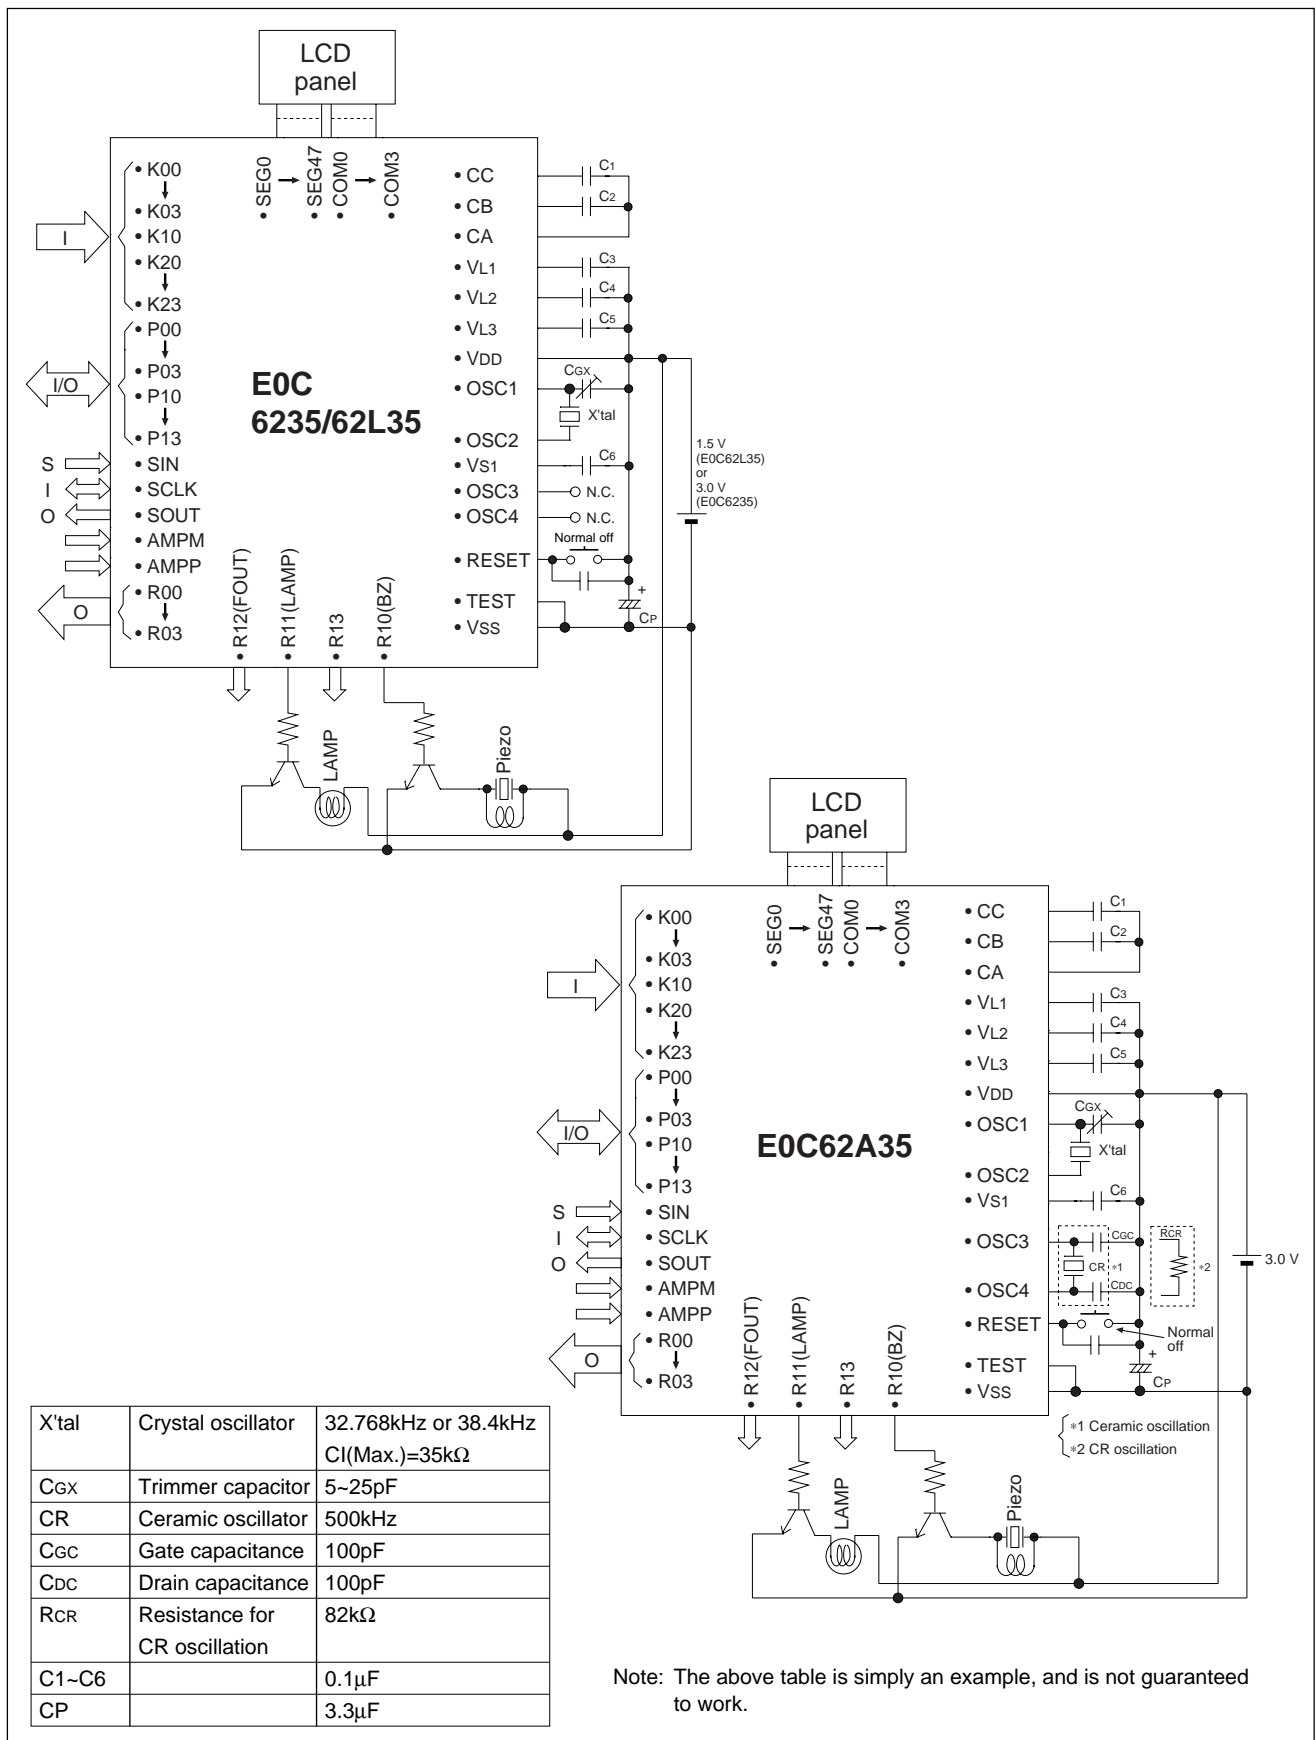 LCD
panel
K00
K03
K10
K20
K23
P00
P03
P10
P13
SIN
SCLK
SOUT
AMPM
AMPP
R00
R03
I
I/O
S
I
O
O
SEG0
SEG47
COM0
COM3
E0C
6235/62L35
CC
CB
CA
VL1
VL2
VL3
VDD
OSC1
OSC2
VS1
OSC3
OSC4
RESET
TEST
VSS
C1
C2
C3
C4
C5
CGX
X'tal
C6
N.C.
N.C.
Normal off
+
CP
1.5 V
(E0C62L35)
or
3.0 V
(E0C6235)
R12(FOUT)
R11(LAMP)
R13
R10(BZ)
LAMP
Piezo
LCD
panel
K00
K03
K10
K20
K23
P00
P03
P10
P13
SIN
SCLK
SOUT
AMPM
AMPP
R00
R03
I
I/O
S
I
O
O
SEG0
SEG47
COM0
COM3
E0C62A35
CC
CB
CA
VL1
VL2
VL3
VDD
OSC1
OSC2
VS1
OSC3
OSC4
RESET
TEST
VSS
C1
C2
C3
C4
C5
CGX
X'tal
C6
CGC
CR *1
CDC
RCR
*2
Normal
off
+
CP
3.0 V
R12(FOUT)
R11(LAMP)
R13
R10(BZ)
*1 Ceramic oscillation
*2 CR oscillation
LAMP
Piezo
X'tal Crystal oscillator 32.768kHz or 38.4kHz
CI(Max.)=35kΩ
CGX Trimmer capacitor 5~25pF
CR Ceramic oscillator 500kHz
CGC Gate capacitance 100pF
CDC Drain capacitance 100pF
RCR Resistance for 82kΩ
CR oscillation
C1~C6 0.1µF
CP 3.3µF
Note: The above table is simply an example, and is not guaranteed
to work.